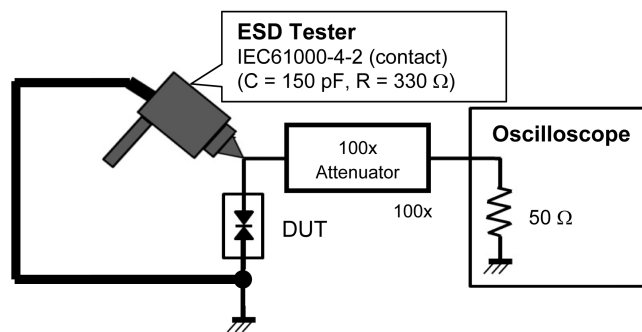 ESD Tester
IEC61000-4-2 (contact)
(C = 150 pF, R = 330 Ω)
Oscilloscope
100x
Attenuator
100x
50 Ω
DUT